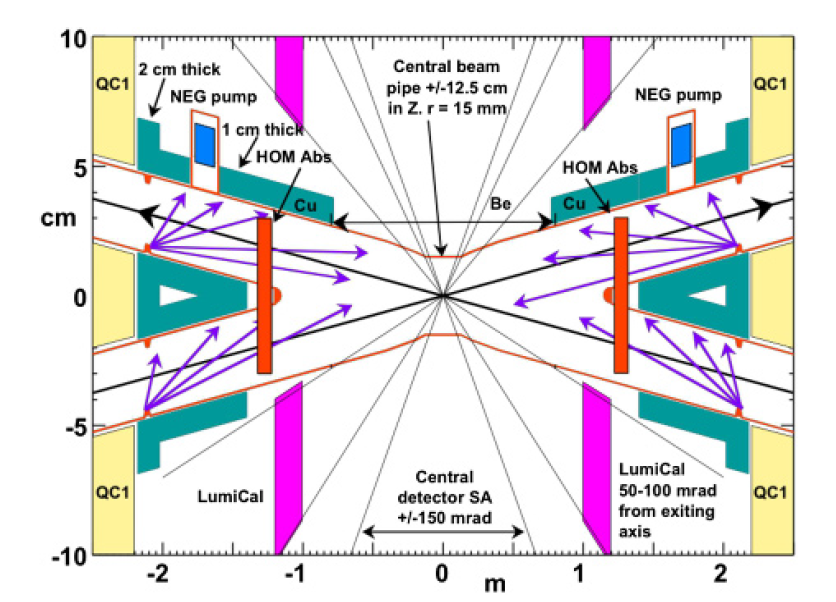 10
5
cm
0
-5
-10
-2
-1
0
m
1
2
QC1
2 cm thick
NEG pump
1 cm thick
HOM Abs
Cu
Central beam
pipe +/-12.5 cm
in Z. r = 15 mm
Be
NEG pump
HOM Abs
Cu
QC1
QC1
LumiCal
Central
detector SA
+/-150 mrad
LumiCal
50-100 mrad
from exiting
axis
QC1